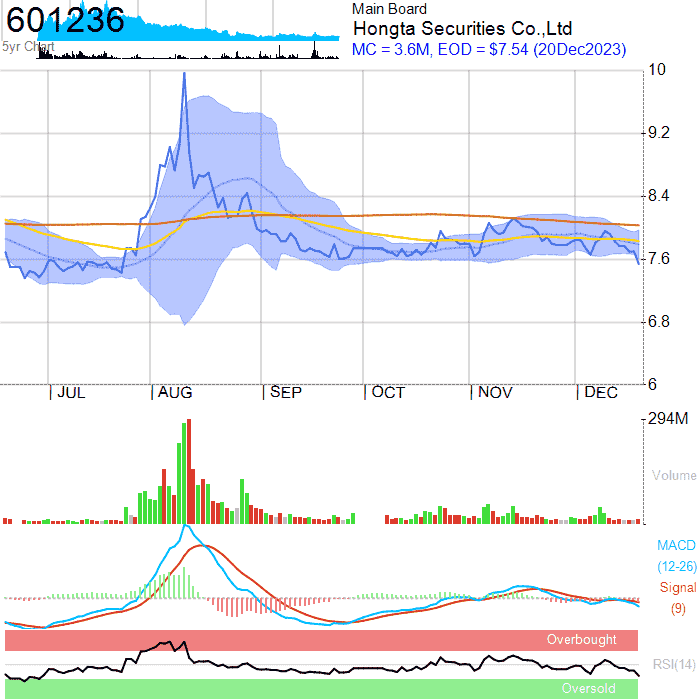 601236
5yr Chart
Main Board
Hongta Securities Co.,Ltd
MC = 3.6M, EOD = $7.54 (20Dec2023)
10
9.2
8.4
7.6
6.8
6
JUL AUG SEP OCT NOV DEC
294M
Volume
MACD
(12-26)
Signal
(9)
Overbought
RSI(14)
Oversold